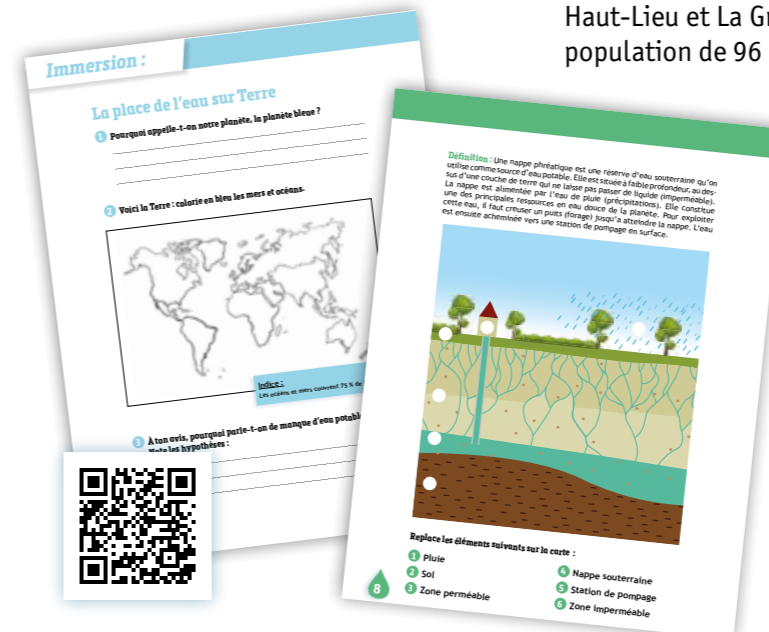 Haut-Lieu et La
population de 96
Immersion :
La place de l'eau sur Terre
1 Pourquoi appelle-t-on notre planète, la planète bleue ?
2 Voici la Terre : colorie en bleu les mers et océans.
Indice :
Les océans et mers couvrent 75 % de
3 À ton avis, pourquoi parle-t-on de manque d'eau
Note les hypothèses :
Définition : Une nappe phréatique est une réserve d'eau souterraine qu'on
utilise comme source d'eau potable. Elle est située à faible profondeur, au des-
sus d'une couche de terre qui ne laisse pas passer de liquide (imperméable).
La nappe est alimentée par l'eau de pluie (précipitations). Elle constitue
une des principales ressources en eau douce de la planète. Pour exploiter
cette eau, il faut creuser un puits (forage) jusqu'a atteindre la nappe. L'eau
est ensuite acheminée vers une station de pompage en surface.
Replace les éléments suivants sur la carte :
1 Pluie
2 Sol
3 Zone perméable
4 Nappe souterraine
5 Station de pompage
6 Zone imperméable
8